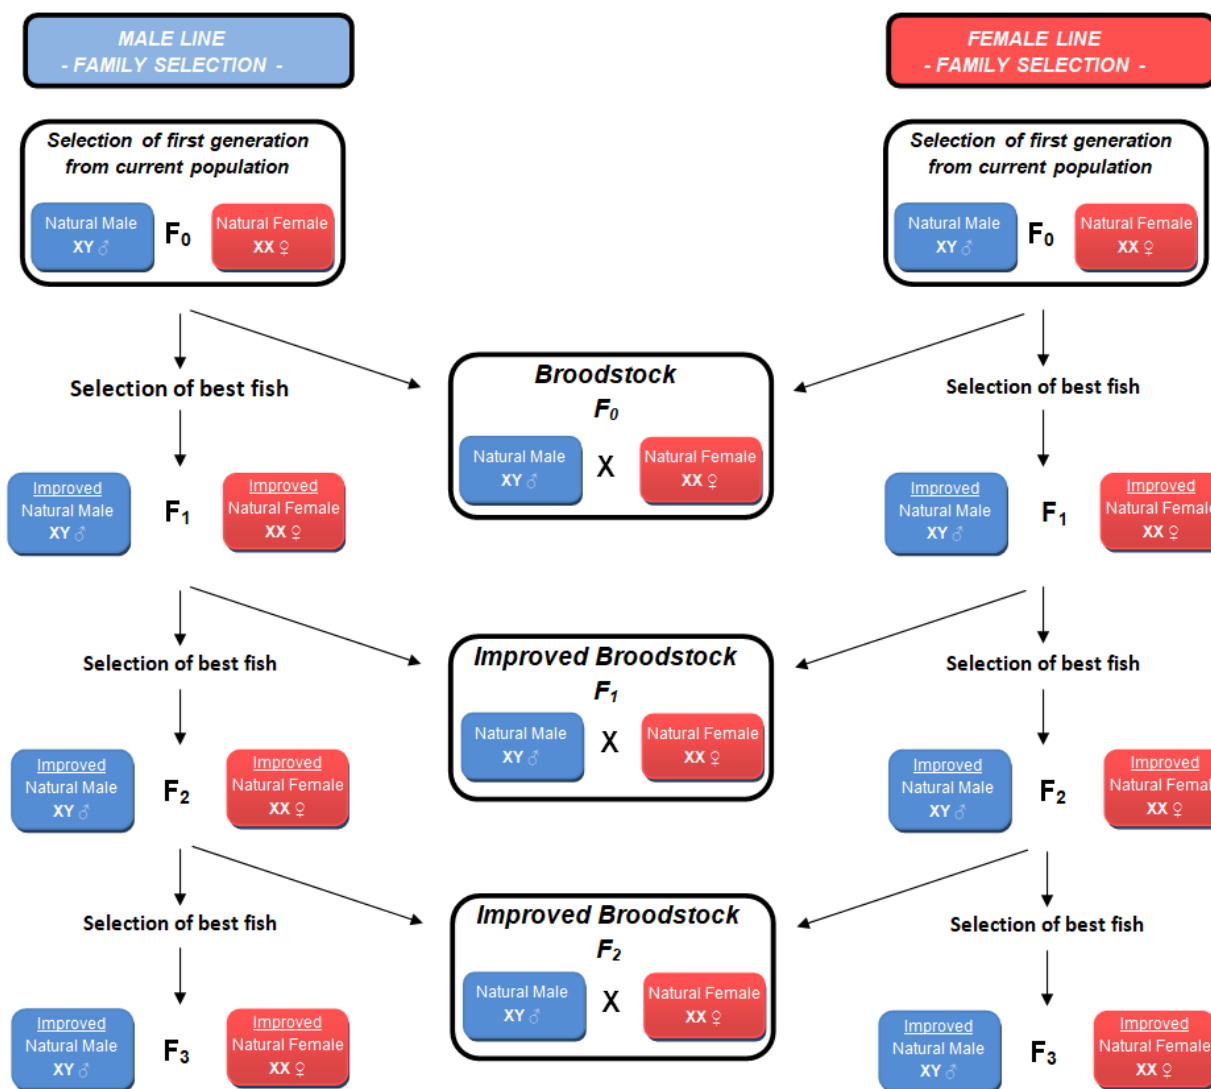 MALE LINE
- FAMILY SELECTION -
FEMALE LINE
- FAMILY SELECTION -
Selection of first generation
from current population
Natural Male
XY ♂
F₀
Natural Female
XX ♀
Selection of first generation
from current population
Natural Male
XY ♂
F₀
Natural Female
XX ♀
Selection of best fish
Broodstock
F₀
Natural Male
XY ♂
X
Natural Female
XX ♀
Selection of best fish
Improved
Natural Male
XY ♂
F₁
Improved
Natural Female
XX ♀
Improved
Natural Male
XY ♂
F₁
Improved
Natural Female
XX ♀
Selection of best fish
Improved Broodstock
F₁
Natural Male
XY ♂
X
Natural Female
XX ♀
Selection of best fish
Improved
Natural Male
XY ♂
F₂
Improved
Natural Female
XX ♀
Improved
Natural Male
XY ♂
F₂
Improved
Natural Female
XX ♀
Selection of best fish
Improved Broodstock
F₂
Natural Male
XY ♂
X
Natural Female
XX ♀
Selection of best fish
Improved
Natural Male
XY ♂
F₃
Improved
Natural Female
XX ♀
Improved
Natural Male
XY ♂
F₃
Improved
Natural Female
XX ♀